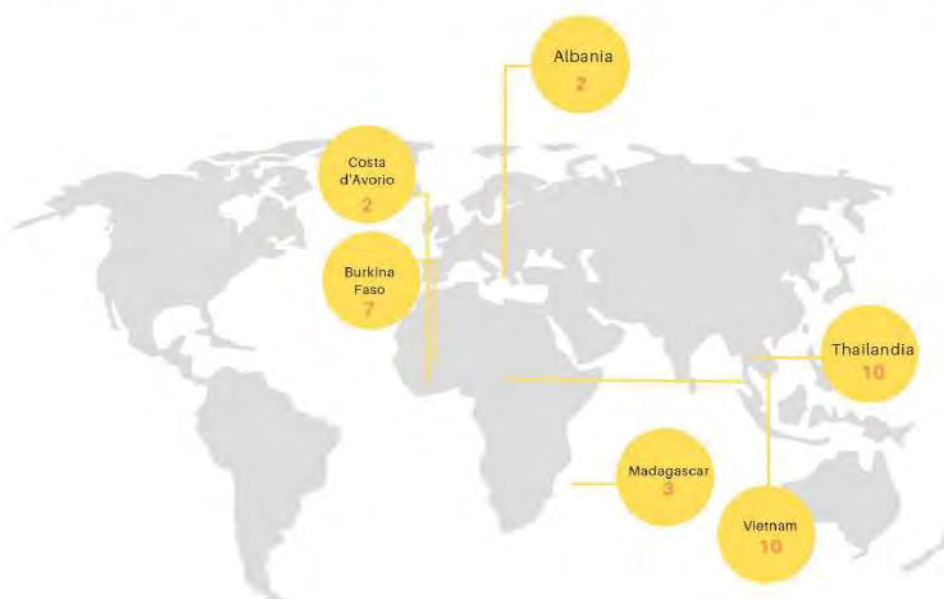 Albania
2
Costa
d'Avorio
2
Burkina
Faso
7
Thailandia
10
Madagascar
3
Vietnam
10